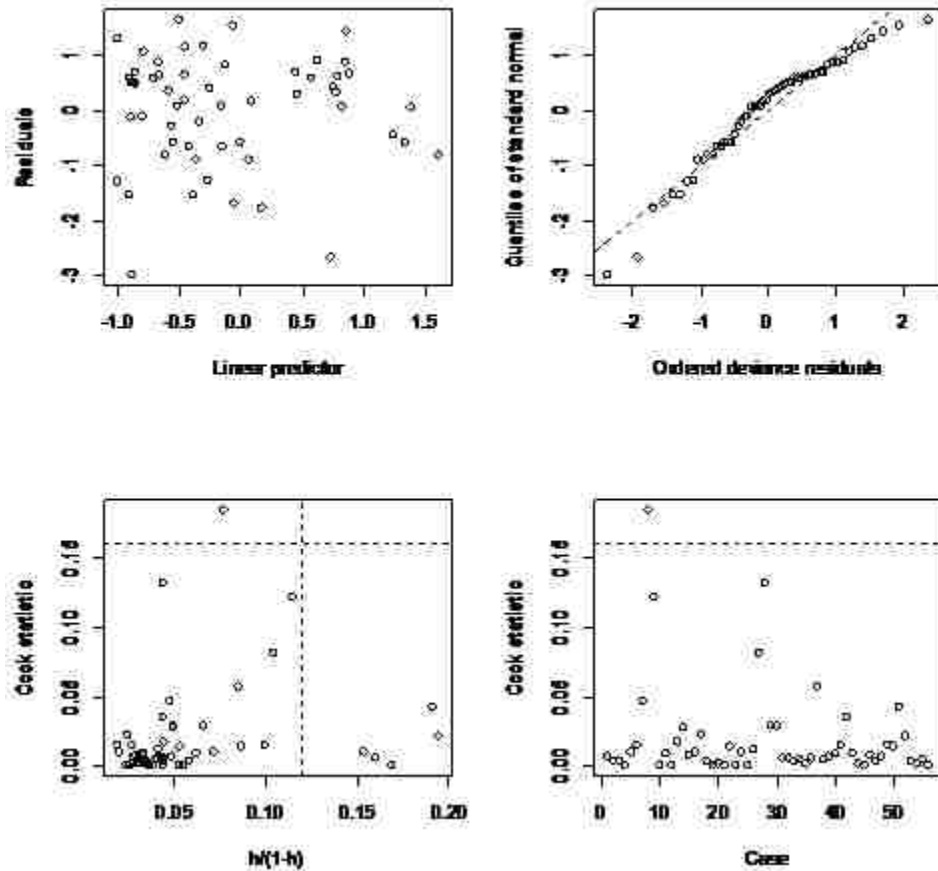 Residuals
1
0
-1
-2
-3
-1.0 -0.5 0.0 0.5 1.0 1.5
Linear predictor
Quantiles of standard normal
1
0
-1
-2
-3
-2 -1 0 1 2
Ordered deviance residuals
Cook statistic
0.15
0.10
0.05
0.00
0.05 0.10 0.15 0.20
h/(1-h)
Cook statistic
0.15
0.10
0.05
0.00
0 10 20 30 40 50
Case